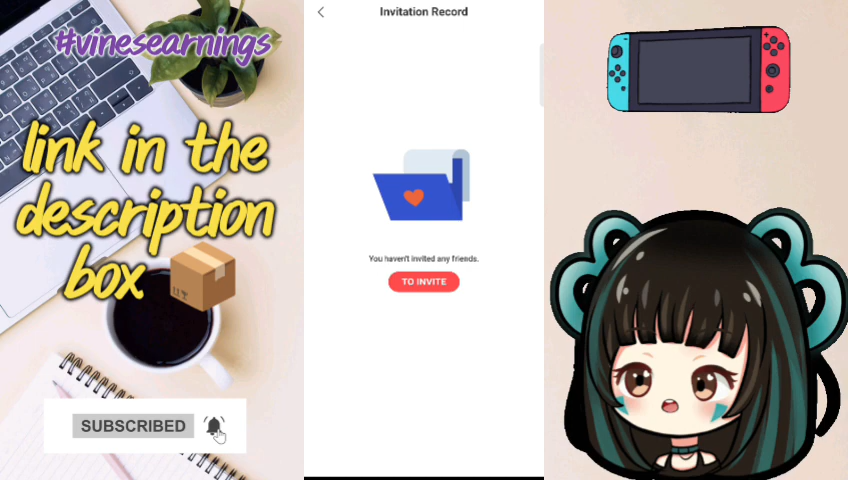 #vinesearnings
link in the
description
box
SUBSCRIBED
Invitation Record
You haven't invited any friends.
TO INVITE